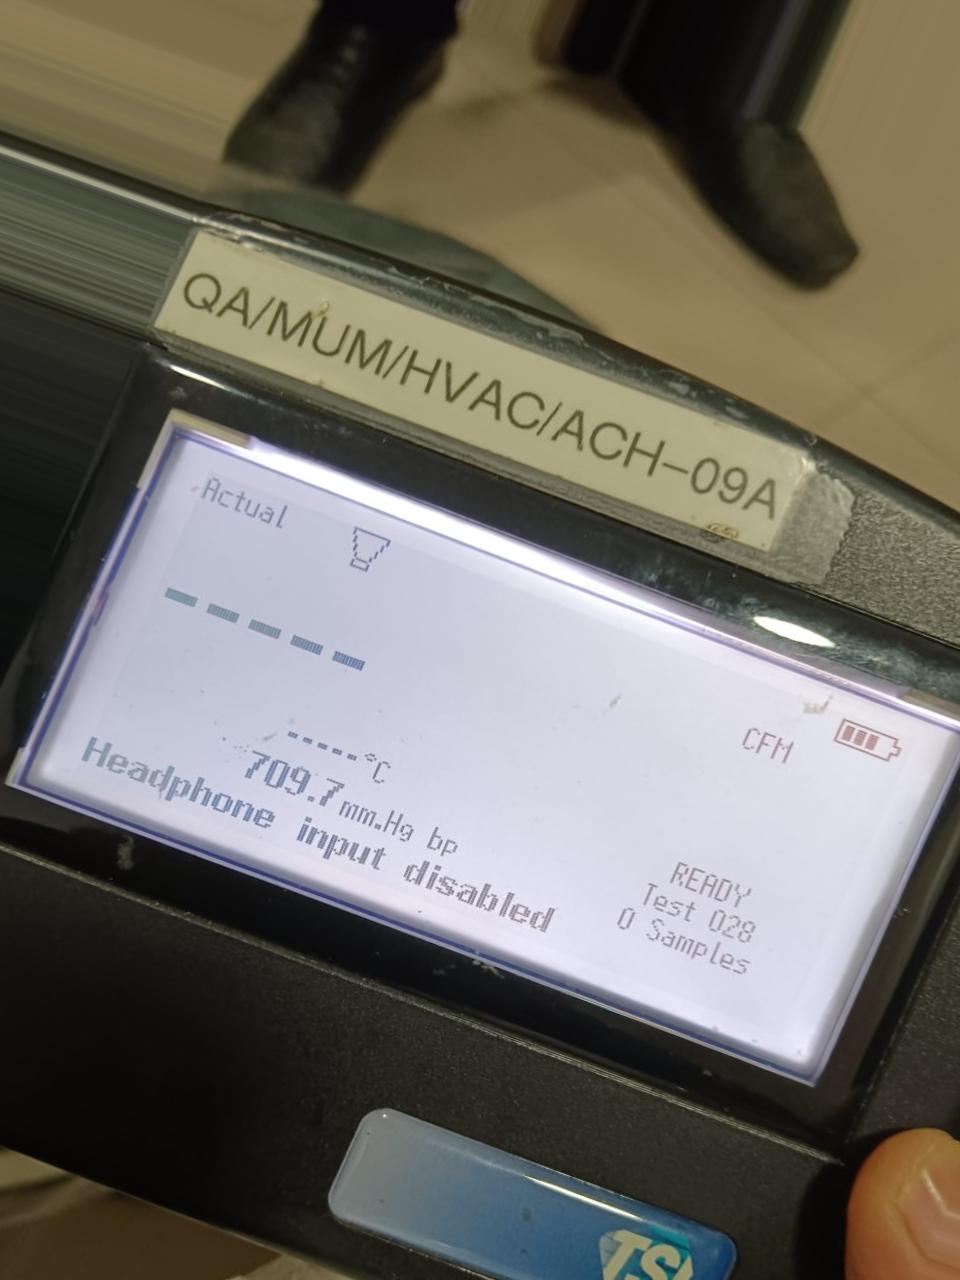 QA/MUM/HVAC/ACH-09A
Actual
-----
CFM
-----°C
709.7 mm.Hg bp
Headphone input disabled
READY
Test 028
0 Samples
TSI